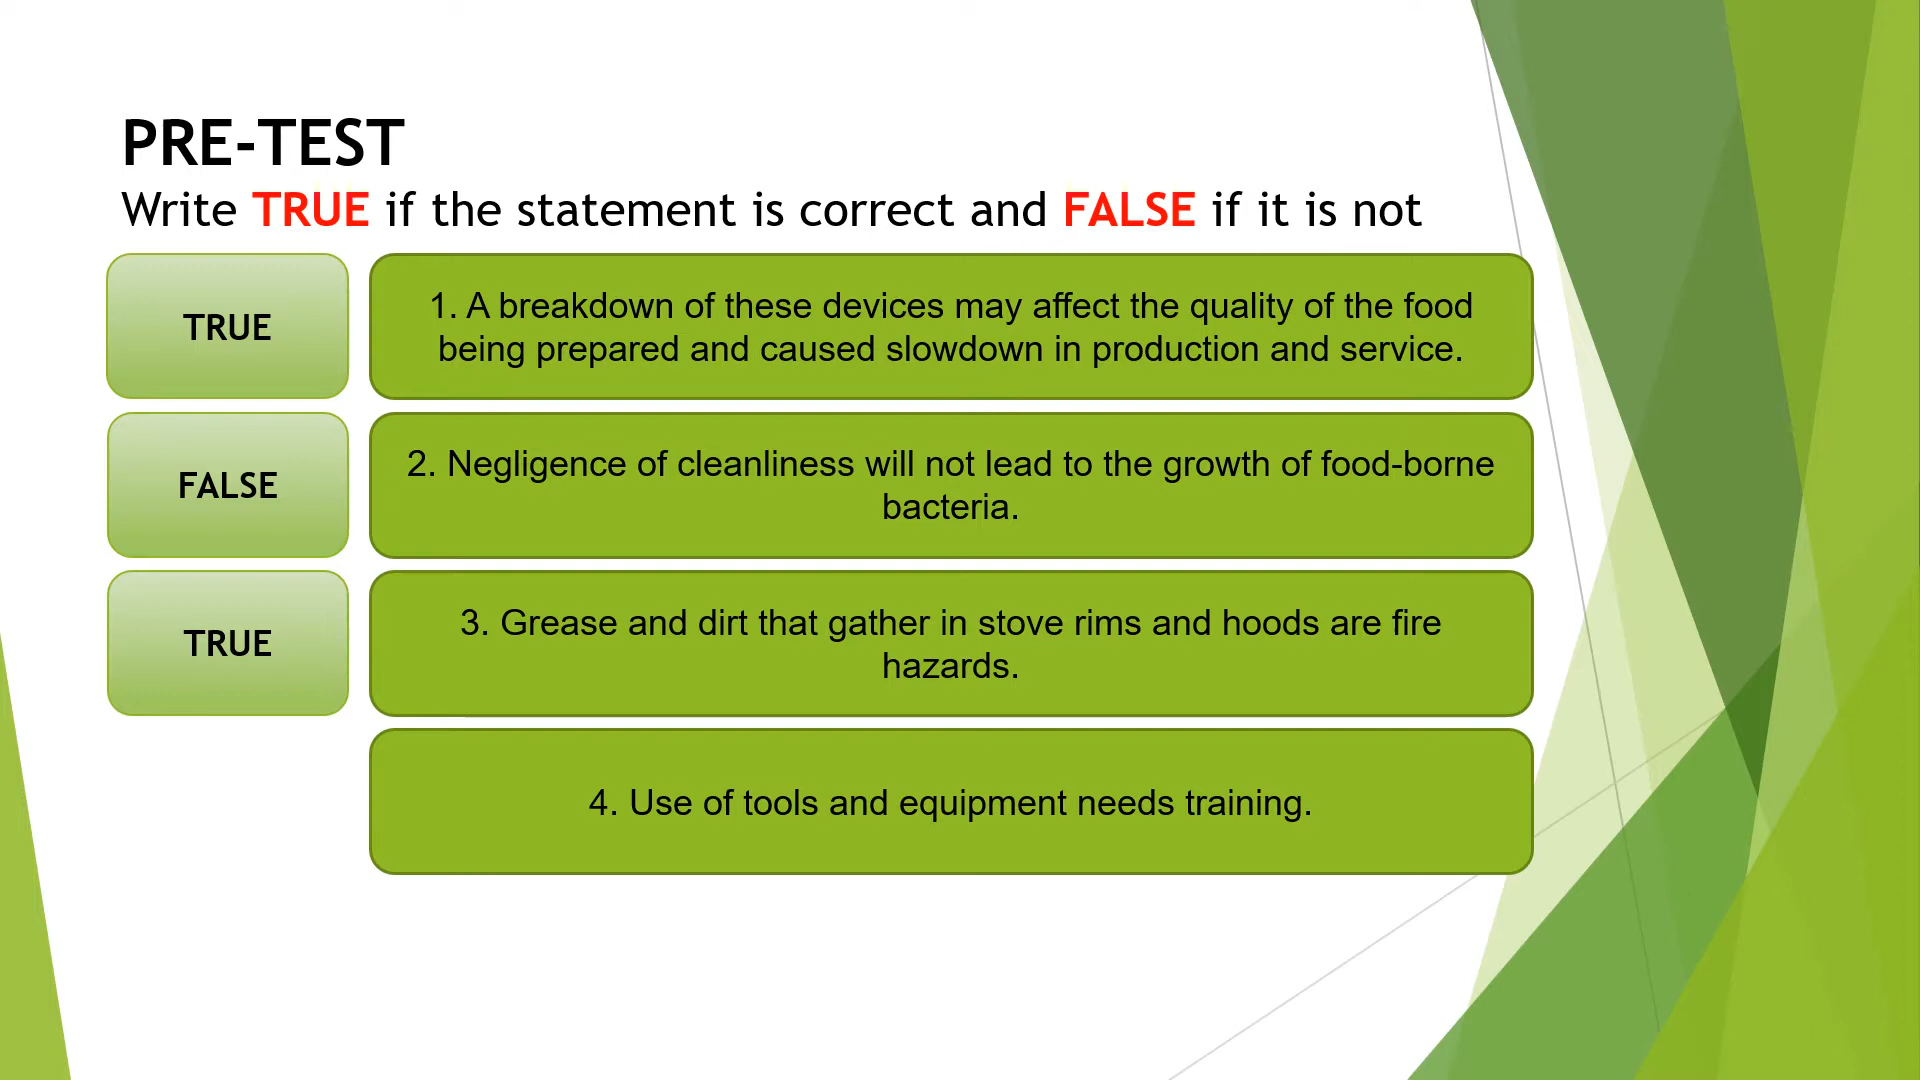 PRE-TEST
Write TRUE if the statement is correct and FALSE if it is not
TRUE
1. A breakdown of these devices may affect the quality of the food
being prepared and caused slowdown in production and service.
FALSE
2. Negligence of cleanliness will not lead to the growth of food-borne
bacteria.
TRUE
3. Grease and dirt that gather in stove rims and hoods are fire
hazards.
4. Use of tools and equipment needs training.